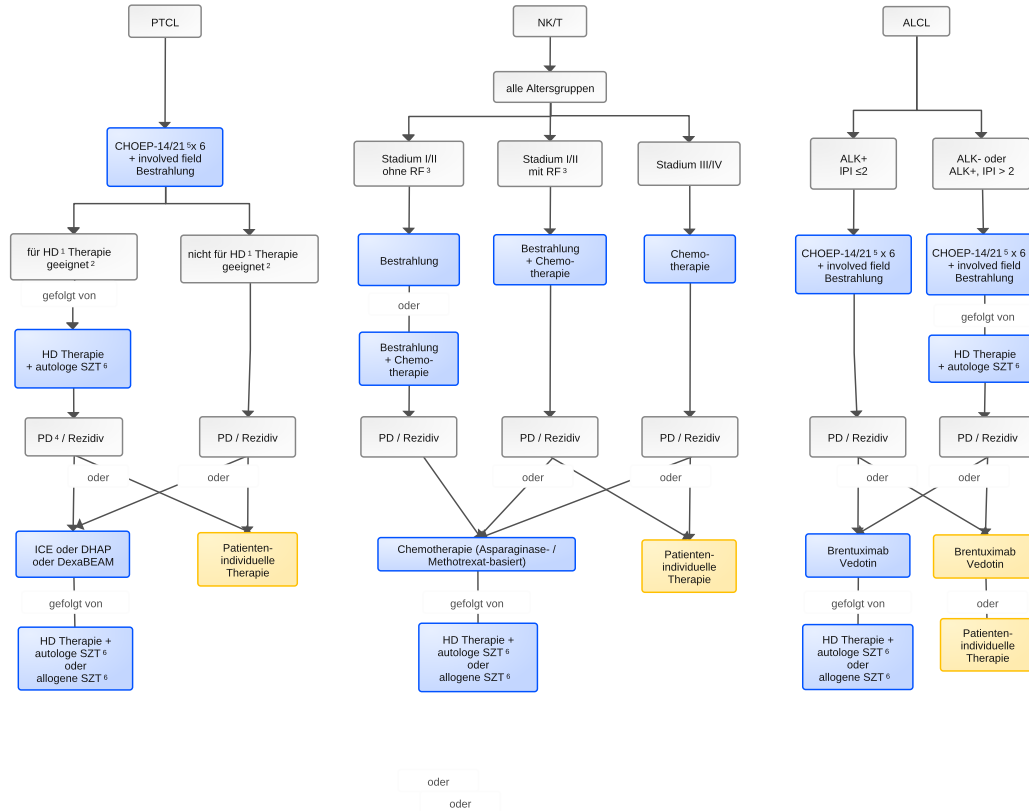 PTCL
CHOEP-14/21 ⁵x 6
+ involved field
Bestrahlung
für HD ¹ Therapie
geeignet ²
nicht für HD ¹ Therapie
geeignet ²
gefolgt von
HD Therapie
+ autologe SZT ⁶
PD ⁴ / Rezidiv
PD / Rezidiv
oder
oder
ICE oder DHAP
oder DexaBEAM
Patienten-
individuelle
Therapie
gefolgt von
HD Therapie +
autologe SZT ⁶
oder
allogene SZT ⁶
NK/T
alle Altersgruppen
Stadium I/II
ohne RF ³
Stadium I/II
mit RF ³
Stadium III/IV
Bestrahlung
oder
Bestrahlung
+ Chemo-
therapie
Bestrahlung
+ Chemo-
therapie
Chemo-
therapie
PD / Rezidiv
PD / Rezidiv
PD / Rezidiv
oder
oder
Chemotherapie (Asparaginase- /
Methotrexat-basiert)
Patienten-
individuelle
Therapie
gefolgt von
HD Therapie +
autologe SZT ⁶
oder
allogene SZT ⁶
ALCL
ALK+
IPI ≤2
ALK- oder
ALK+, IPI > 2
CHOEP-14/21 ⁵ x 6
+ involved field
Bestrahlung
CHOEP-14/21 ⁵ x 6
+ involved field
Bestrahlung
gefolgt von
HD Therapie
+ autologe SZT ⁶
PD / Rezidiv
PD / Rezidiv
oder
oder
Brentuximab
Vedotin
Brentuximab
Vedotin
gefolgt von
oder
HD Therapie +
autologe SZT ⁶
oder
allogene SZT ⁶
Patienten-
individuelle
Therapie
oder
oder